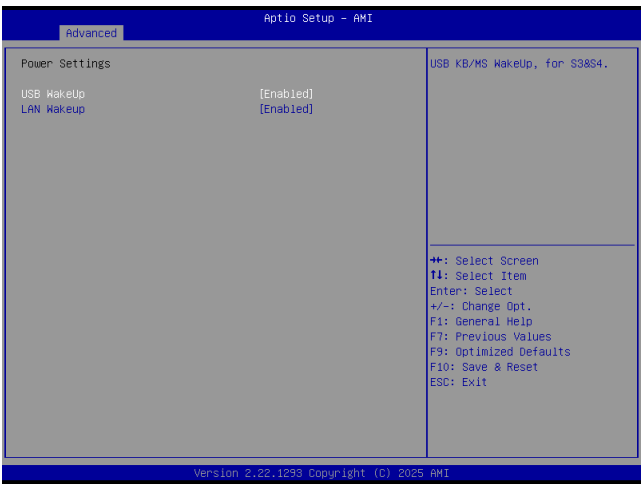 Aptio Setup – AMI
Advanced
Power Settings
USB WakeUp [Enabled]
LAN Wakeup [Enabled]
USB KB/MS WakeUp, for S3&S4.
→←: Select Screen
↑↓: Select Item
Enter: Select
+/-: Change Opt.
F1: General Help
F7: Previous Values
F9: Optimized Defaults
F10: Save & Reset
ESC: Exit
Version 2.22.1293 Copyright (C) 2025 AMI